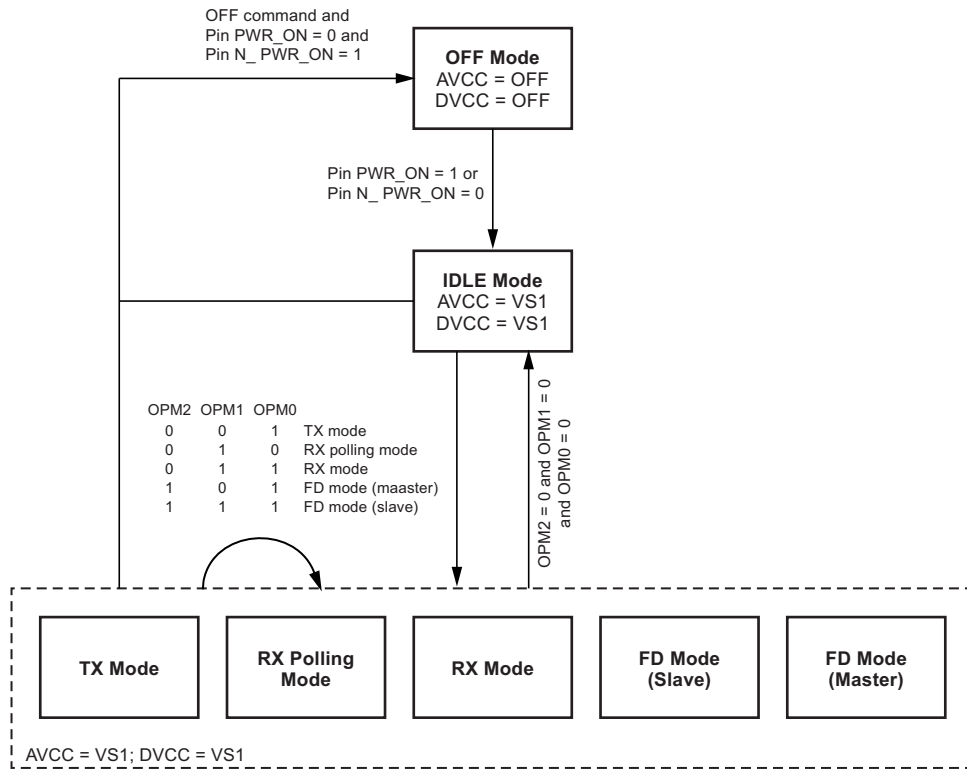 OFF command and
Pin PWR_ON = 0 and
Pin N_ PWR_ON = 1
OFF Mode
AVCC = OFF
DVCC = OFF
Pin PWR_ON = 1 or
Pin N_ PWR_ON = 0
IDLE Mode
AVCC = VS1
DVCC = VS1
OPM2 OPM1 OPM0
0 0 1 TX mode
0 1 0 RX polling mode
0 1 1 RX mode
1 0 1 FD mode (maaster)
1 1 1 FD mode (slave)
OPM2 = 0 and OPM1 = 0
and OPM0 = 0
TX Mode
RX Polling
Mode
RX Mode
FD Mode
(Slave)
FD Mode
(Master)
AVCC = VS1; DVCC = VS1